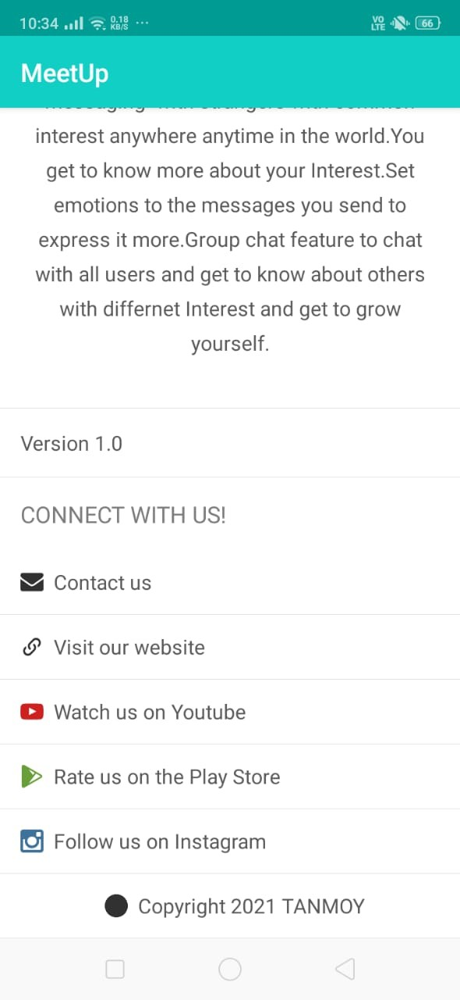 10:34 0.18 KB/S ... VO LTE 66
MeetUp
interest anywhere anytime in the world.You
get to know more about your Interest.Set
emotions to the messages you send to
express it more.Group chat feature to chat
with all users and get to know about others
with differnet Interest and get to grow
yourself.
Version 1.0
CONNECT WITH US!
Contact us
Visit our website
Watch us on Youtube
Rate us on the Play Store
Follow us on Instagram
Copyright 2021 TANMOY